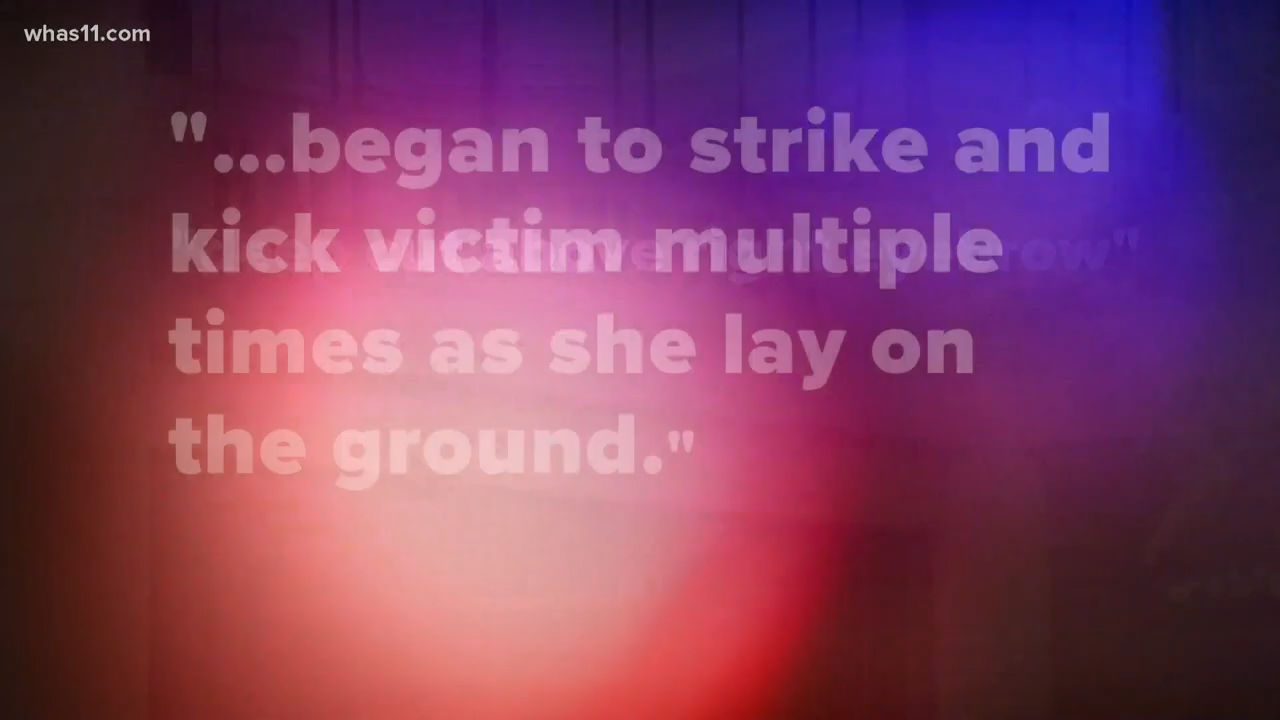 whas11.com
"...began to strike and
kick victim multiple
times as she lay on
the ground."